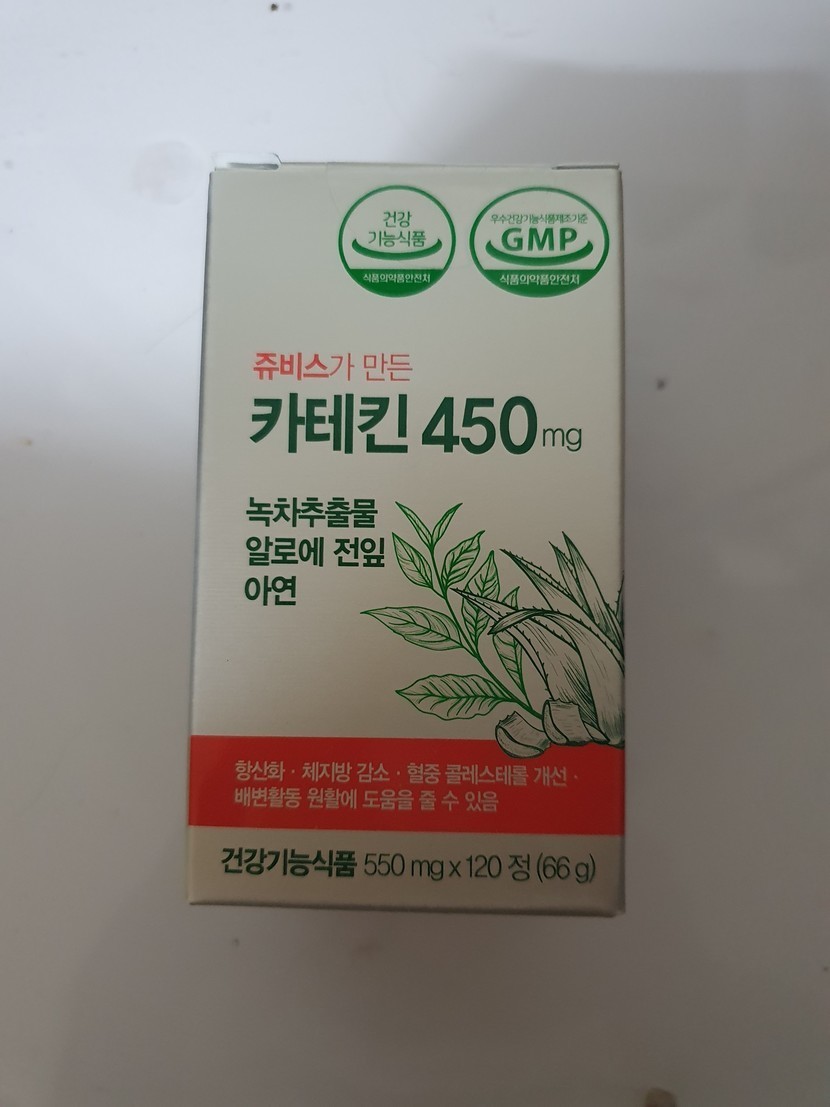 건강
기능식품
식품의약품안전처
우수건강기능식품제조기준
GMP
식품의약품안전처
쥬비스가 만든
카테킨 450mg
녹차추출물
알로에 전잎
아연
항산화 · 체지방 감소 · 혈중 콜레스테롤 개선 ·
배변활동 원활에 도움을 줄 수 있음
건강기능식품 550 mg x 120 정 (66 g)